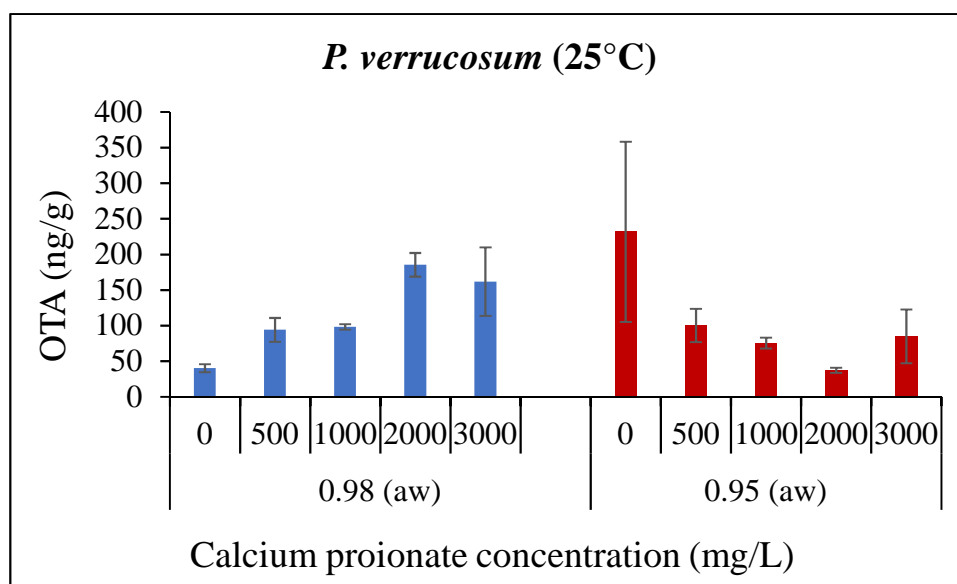 P. verrucosum (25°C)
OTA (ng/g)
400
350
300
250
200
150
100
50
0
0 500 1000 2000 3000 0 500 1000 2000 3000
0.98 (aw) 0.95 (aw)
Calcium proionate concentration (mg/L)